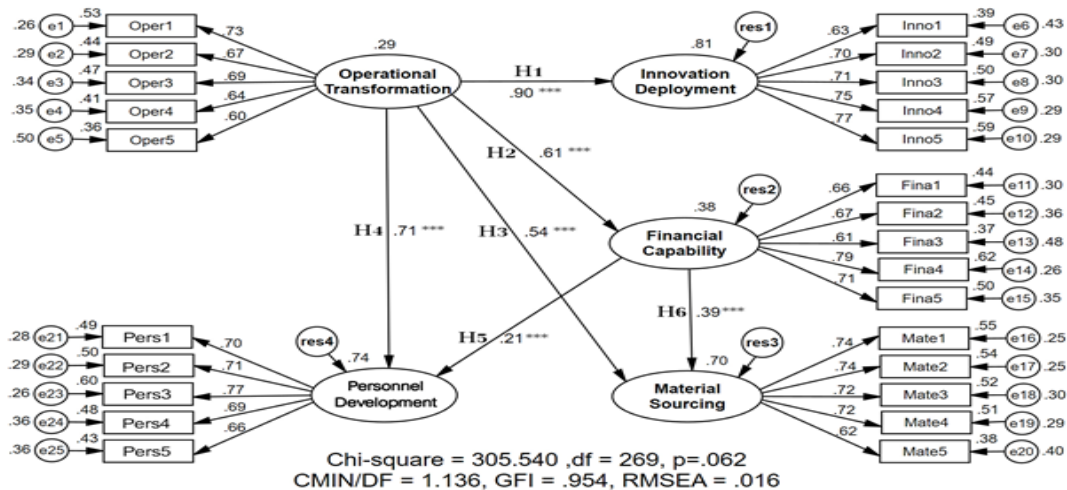 .26 e1 .53 Oper1 .73
.29 e2 .44 Oper2 .67
.34 e3 .47 Oper3 .69
.35 e4 .41 Oper4 .64
.50 e5 .36 Oper5 .60
.29
Operational
Transformation
H1
.90 ***
res1
.81
Innovation
Deployment
.63 Inno1 .39 e6 .43
.70 Inno2 .49 e7 .30
.71 Inno3 .50 e8 .30
.75 Inno4 .57 e9 .29
.77 Inno5 .59 e10 .29
H2 .61 ***
H4 .71 ***
H3 .54 ***
res2
.38
Financial
Capability
.66 Fina1 .44 e11 .30
.67 Fina2 .45 e12 .36
.61 Fina3 .37 e13 .48
.79 Fina4 .62 e14 .26
.71 Fina5 .50 e15 .35
H5 .21 ***
H6 .39 ***
.28 e21 .49 Pers1 .70
.29 e22 .50 Pers2 .71
.26 e23 .60 Pers3 .77
.36 e24 .48 Pers4 .69
.36 e25 .43 Pers5 .66
res4
.74
Personnel
Development
res3
.70
Material
Sourcing
.74 Mate1 .55 e16 .25
.74 Mate2 .54 e17 .25
.72 Mate3 .52 e18 .30
.72 Mate4 .51 e19 .29
.62 Mate5 .38 e20 .40
Chi-square = 305.540 ,df = 269, p=.062
CMIN/DF = 1.136, GFI = .954, RMSEA = .016